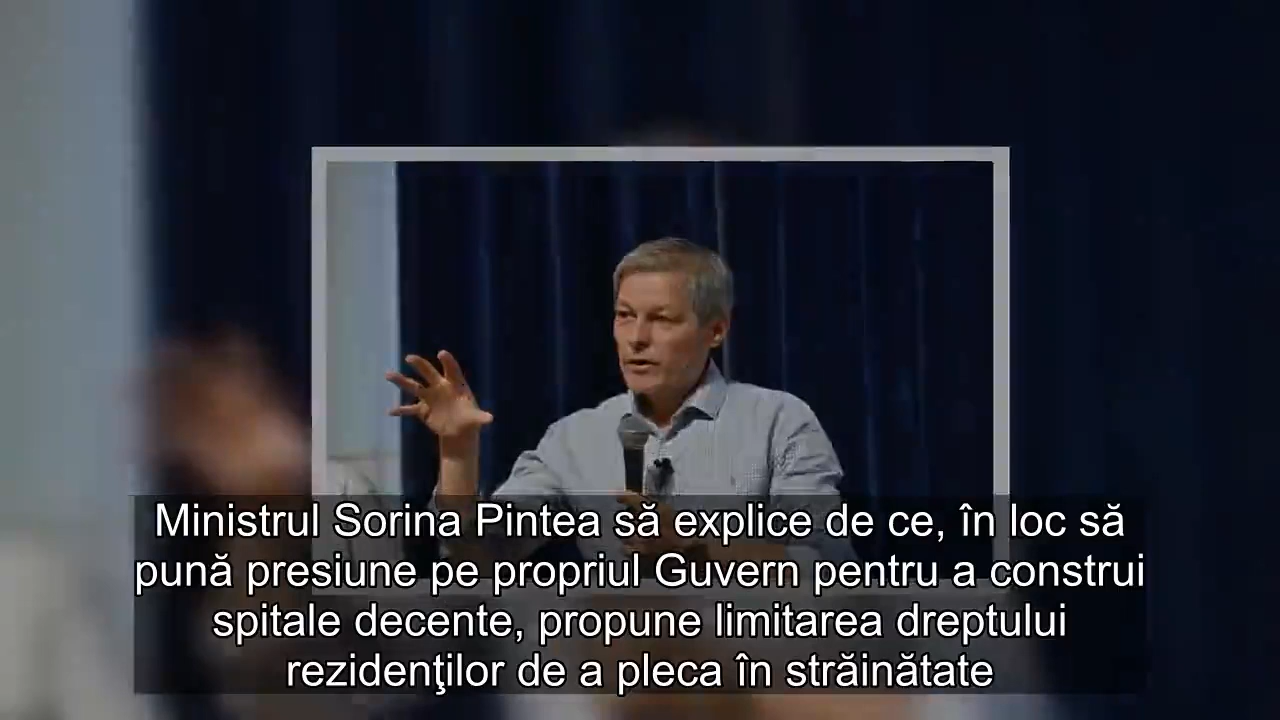 Ministrul Sorina Pintea să explice de ce, în loc să
pună presiune pe propriul Guvern pentru a construi
spitale decente, propune limitarea dreptului
rezidenţilor de a pleca în străinătate